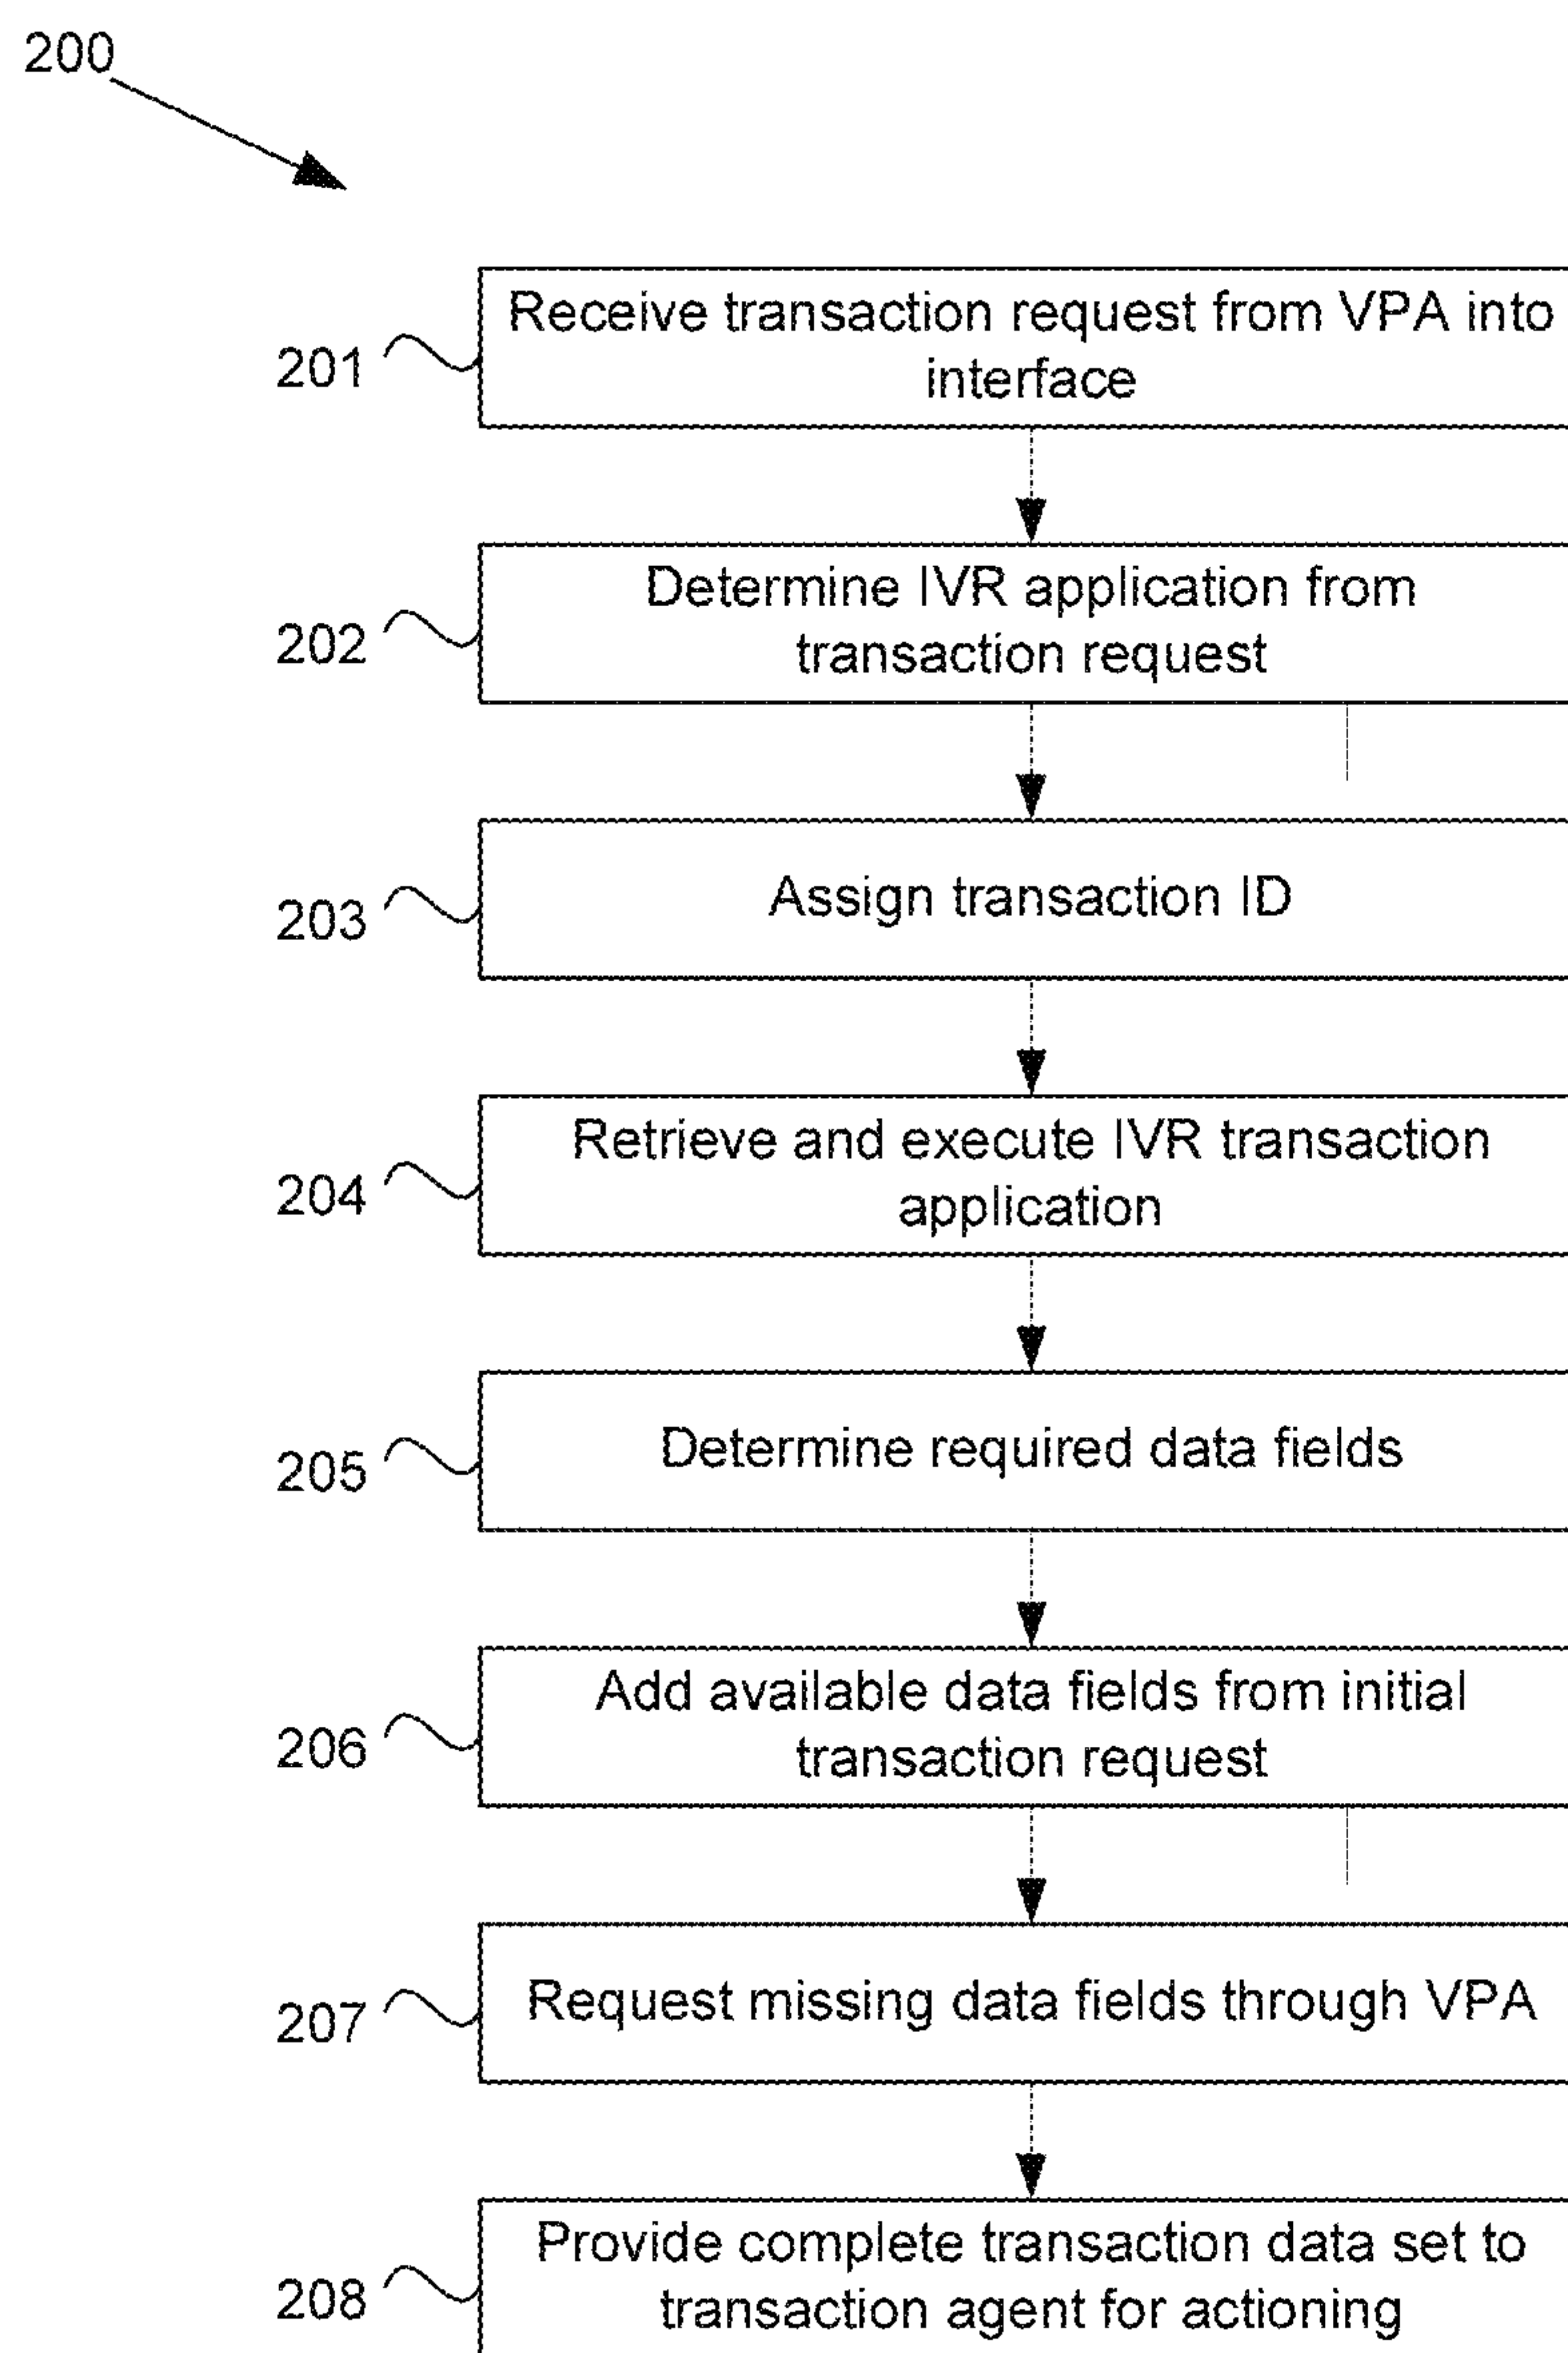 200
201
Receive transaction request from VPA into
interface
202
Determine IVR application from
transaction request
203
Assign transaction ID
204
Retrieve and execute IVR transaction
application
205
Determine required data fields
206
Add available data fields from initial
transaction request
207
Request missing data fields through VPA
208
Provide complete transaction data set to
transaction agent for actioning